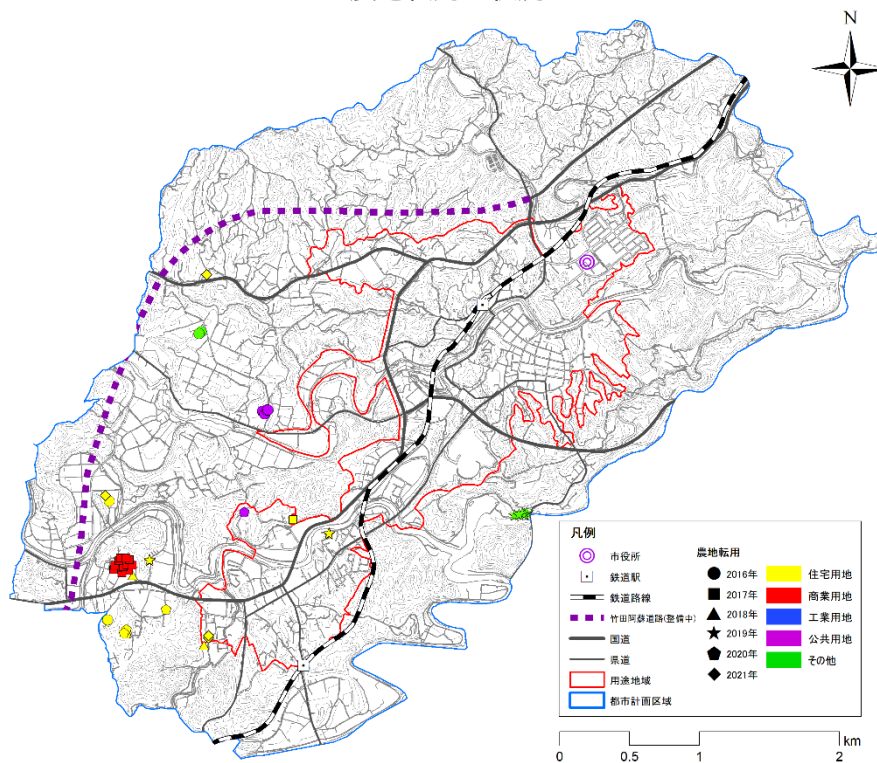 N
凡例
市役所
鉄道駅
鉄道路線
竹田阿蘇道路(整備中)
国道
県道
用途地域
都市計画区域
農地転用
2016年
2017年
2018年
2019年
2020年
2021年
住宅用地
商業用地
工業用地
公共用地
その他
km
0 0.5 1 2